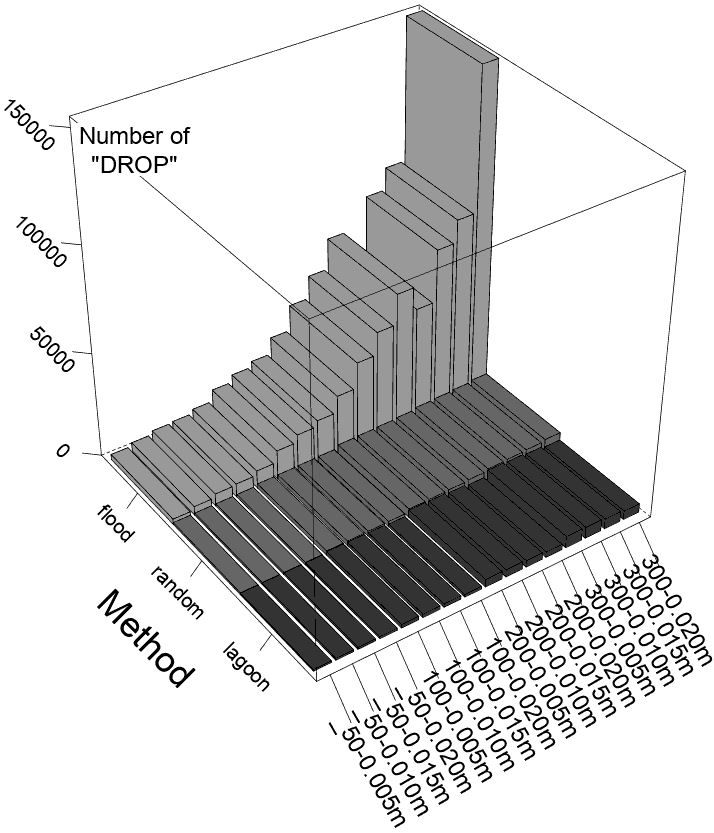 150000
100000
50000
0
Number of
"DROP"
flood
random
lagoon
Method
– 50-0.005m
– 50-0.010m
– 50-0.015m
– 50-0.020m
100-0.005m
100-0.010m
100-0.015m
100-0.020m
200-0.005m
200-0.010m
200-0.015m
200-0.020m
300-0.005m
300-0.010m
300-0.015m
300-0.020m